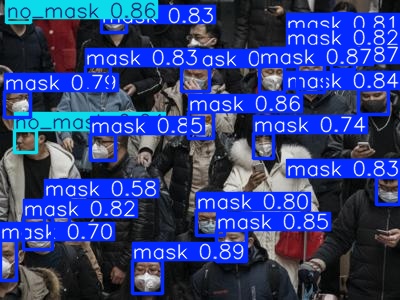 no_mask 0.86
mask 0.83
mask 0.81
mask 0.82
mask 0.83
mask 0.87
mask 0.79
mask 0.84
mask 0.86
no_mask
mask 0.85
mask 0.74
mask 0.83
mask 0.58
mask 0.82
mask 0.80
mask 0.85
mask 0.70
mask 0.89